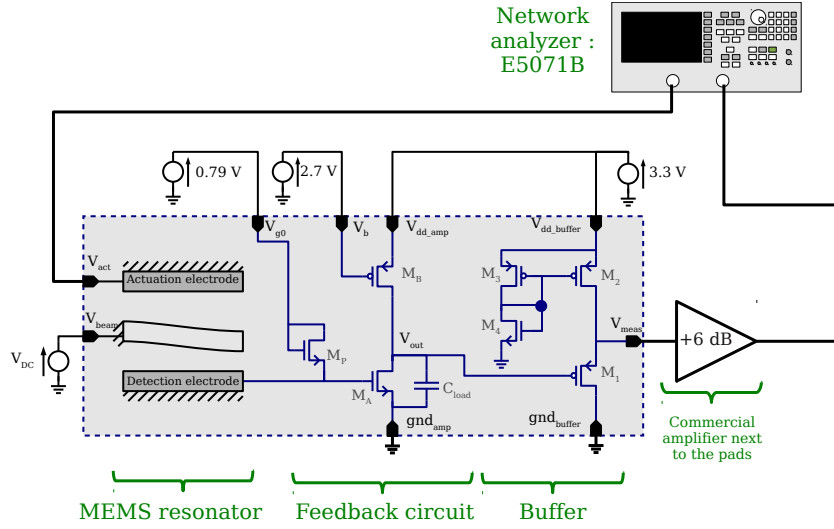 Network
analyzer :
E5071B
0.79 V
2.7 V
3.3 V
Vg0
Vb
Vdd_amp
Vdd_buffer
Vact
Actuation electrode
MB
M3
M2
Vbeam
VDC
M4
Vout
Vmeas
+6 dB
MP
Detection electrode
MA
Cload
M1
gndamp
gndbuffer
Commercial
amplifier next
to the pads
MEMS resonator
Feedback circuit
Buffer